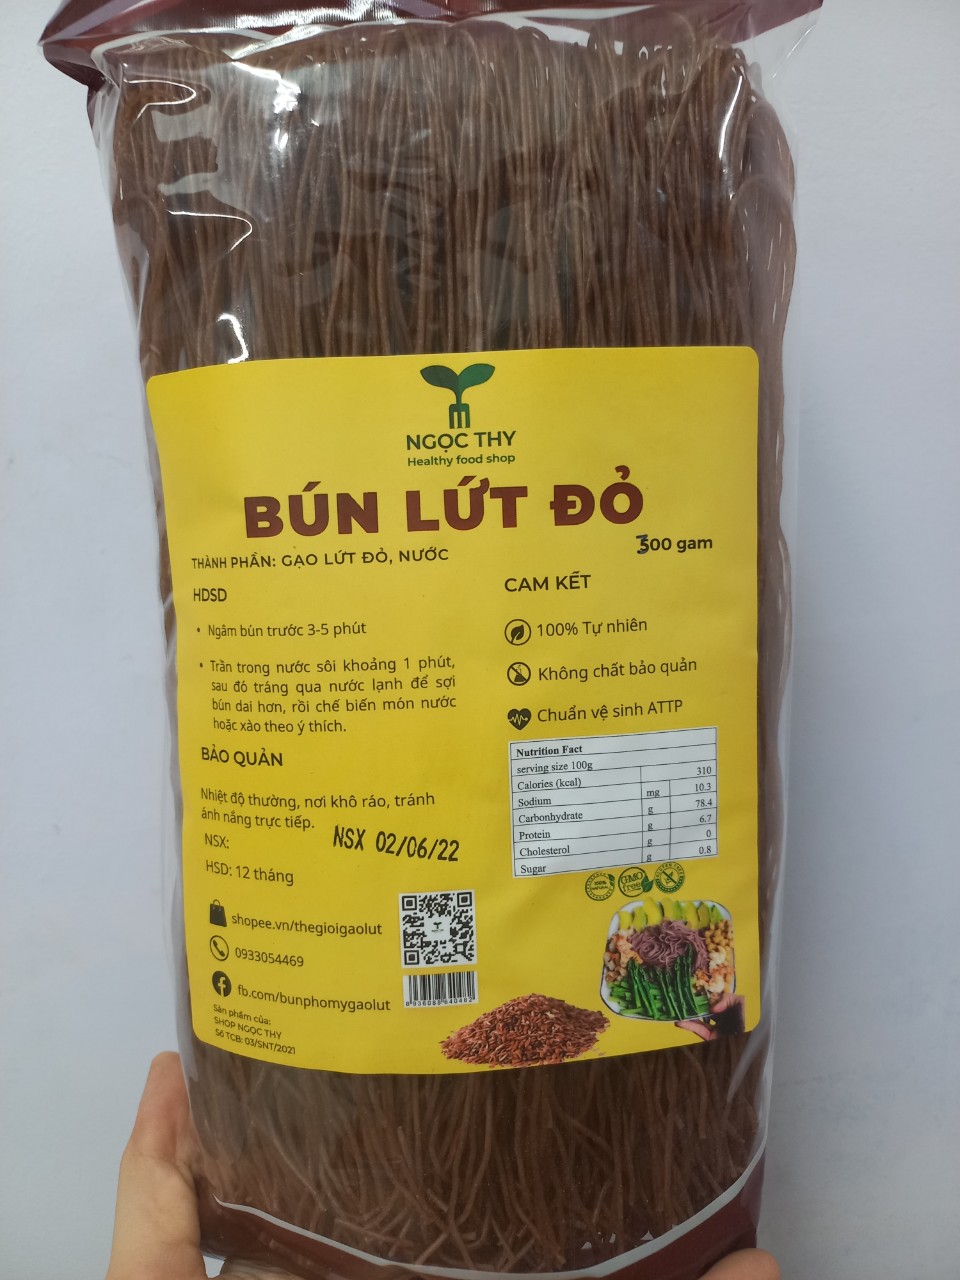 NGỌC THY
Healthy food shop
BÚN LỨT ĐỎ
00 gam
THÀNH PHẦN: GẠO LỨT ĐỎ, NƯỚC
HDSD
• Ngâm bún trước 3-5 phút
• Trần trong nước sôi khoảng 1 phút,
sau đó tráng qua nước lạnh để sợi
bún dai hơn, rồi chế biến món nước
hoặc xào theo ý thích.
BẢO QUẢN
Nhiệt độ thường, nơi khô ráo, tránh
ánh nắng trực tiếp.
NSX:
NSX 02/06/22
HSD: 12 tháng
shopee.vn/thegioigaolut
0933054469
fb.com/bunphomygaolut
Sản phẩm của:
SHOP NGỌC THY
Số TCB: 03/SNT/2021
CAM KẾT
100% Tự nhiên
Không chất bảo quản
Chuẩn vệ sinh ATTP
Nutrition Fact
serving size 100g
Calories (kcal) 310
Sodium mg 10.3
Carbonhydrate g 78.4
Protein g 6.7
Cholesterol g 0
Sugar g 0.8
100%
GMO
free